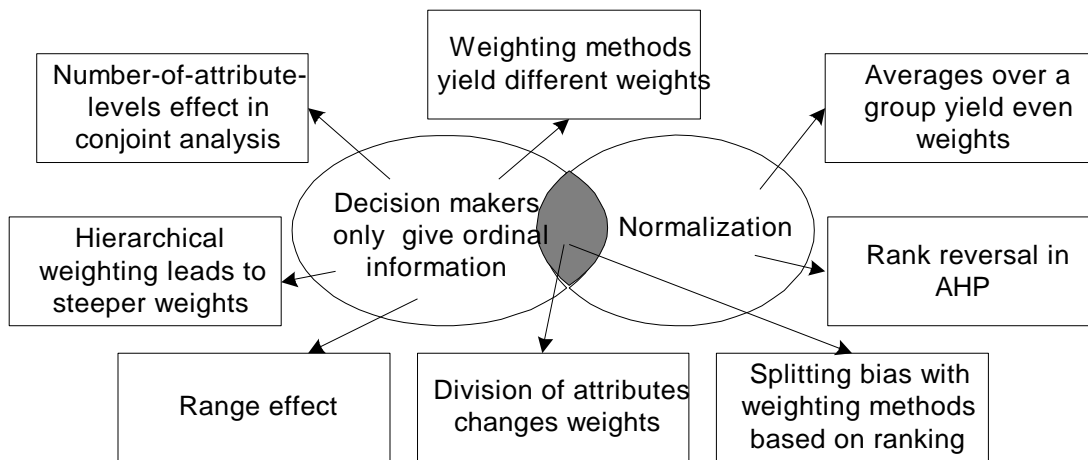 Number-of-attribute-
levels effect in
conjoint analysis
Weighting methods
yield different weights
Averages over a
group yield even
weights
Decision makers
only give ordinal
information
Normalization
Hierarchical
weighting leads to
steeper weights
Rank reversal in
AHP
Range effect
Division of attributes
changes weights
Splitting bias with
weighting methods
based on ranking